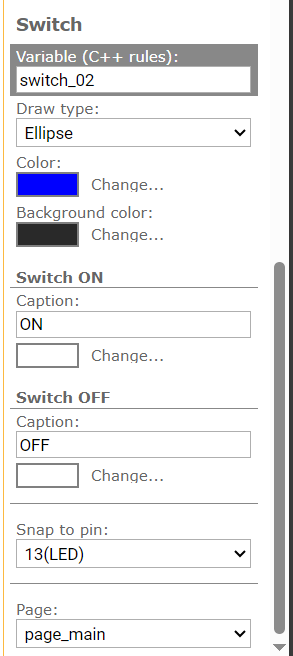 Switch
Variable (C++ rules):
switch_02
Draw type:
Ellipse
Color:
Change...
Background color:
Change...
Switch ON
Caption:
ON
Change...
Switch OFF
Caption:
OFF
Change...
Snap to pin:
13(LED)
Page:
page_main